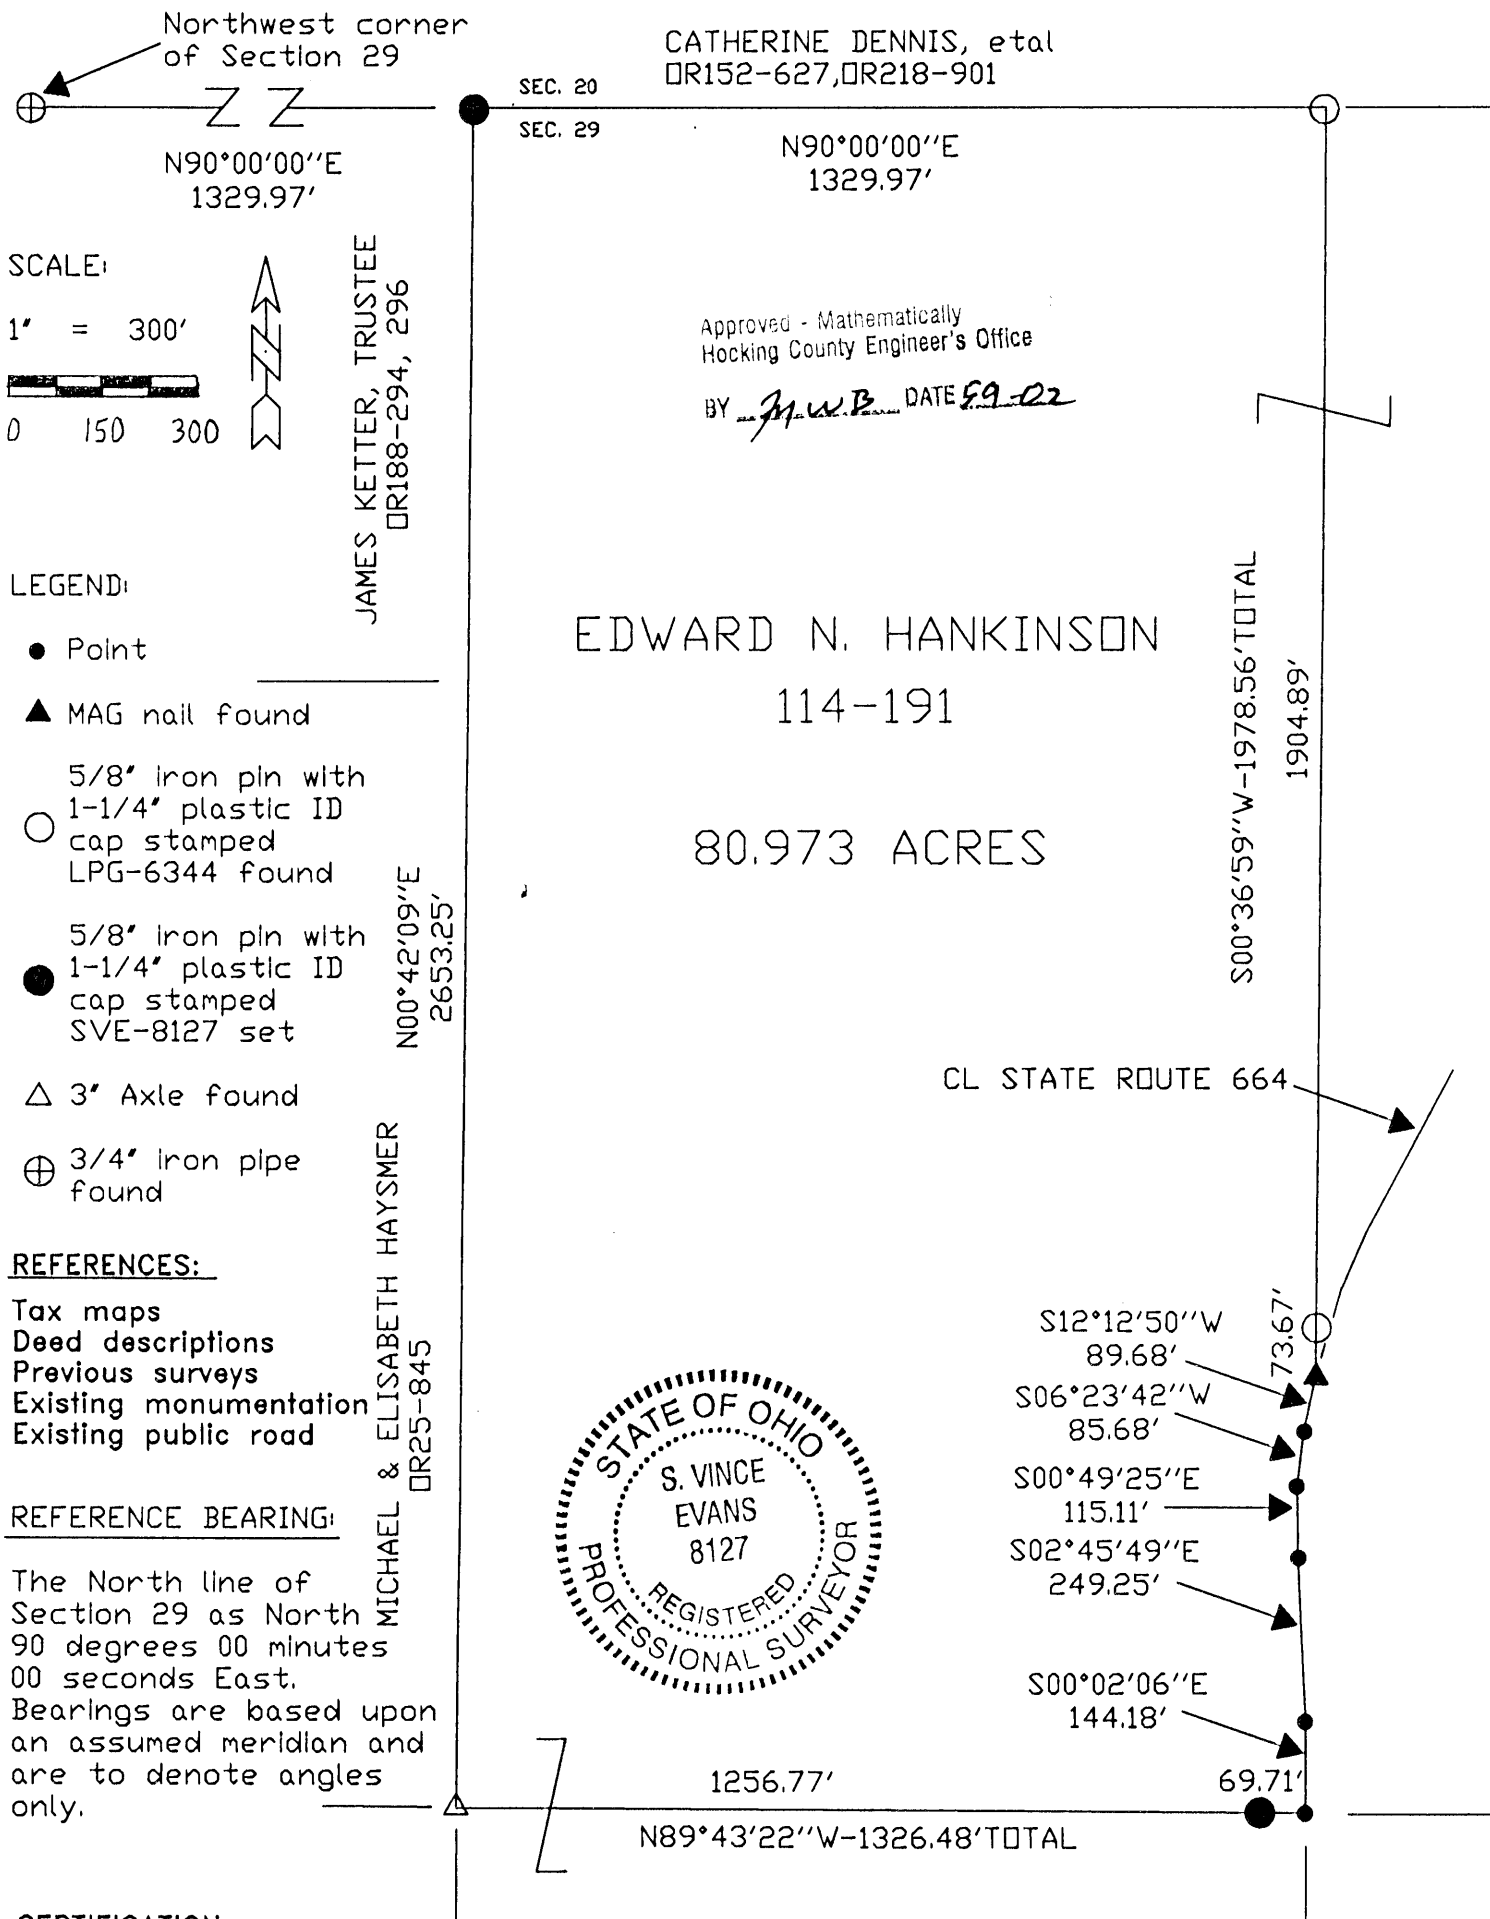 Northwest corner
of Section 29
CATHERINE DENNIS, etal
OR152-627,OR218-901
SEC. 20
SEC. 29
N90°00'00''E
1329.97'
N90°00'00''E
1329.97'
SCALE:
1" = 300'
0 150 300
JAMES KETTER, TRUSTEE
OR188-294, 296
Approved - Mathematically
Hocking County Engineer's Office
BY MWB DATE 5-9-02
LEGEND:
Point
MAG nail found
5/8" iron pin with
1-1/4" plastic ID
cap stamped
LPG-6344 found
5/8" iron pin with
1-1/4" plastic ID
cap stamped
SVE-8127 set
3" Axle found
3/4" iron pipe
found
EDWARD N. HANKINSON
114-191
80.973 ACRES
N00°42'09''E
2653.25'
S00°36'59''W-1978.56'TOTAL
1904.89'
CL STATE ROUTE 664
MICHAEL & ELISABETH HAYSMER
OR25-845
REFERENCES:
Tax maps
Deed descriptions
Previous surveys
Existing monumentation
Existing public road
REFERENCE BEARING:
The North line of
Section 29 as North
90 degrees 00 minutes
00 seconds East.
Bearings are based upon
an assumed meridian and
are to denote angles
only.
STATE OF OHIO
S. VINCE
EVANS
8127
REGISTERED
PROFESSIONAL SURVEYOR
73.67'
S12°12'50''W
89.68'
S06°23'42''W
85.68'
S00°49'25''E
115.11'
S02°45'49''E
249.25'
S00°02'06''E
144.18'
1256.77'
69.71'
N89°43'22''W-1326.48'TOTAL
CERTIFICATION